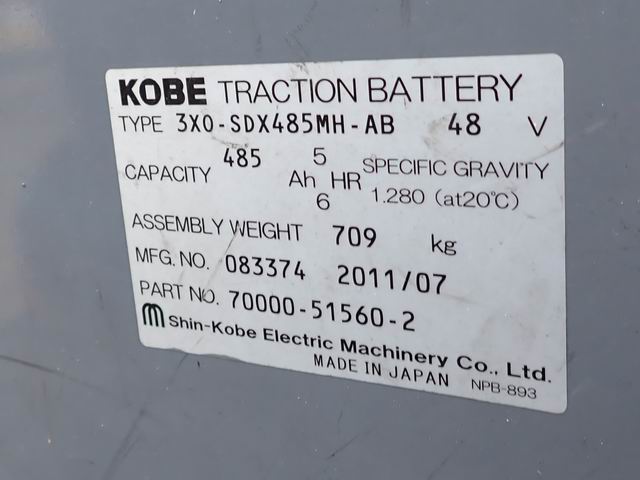 KOBE TRACTION BATTERY
TYPE 3XO-SDX485MH-AB 48 V
CAPACITY 485 Ah 5 HR SPECIFIC GRAVITY
6 1.280 (at20℃)
ASSEMBLY WEIGHT 709 kg
MFG. NO. 083374 2011/07
PART NO. 70000-51560-2
Shin-Kobe Electric Machinery Co., Ltd.
MADE IN JAPAN NPB-893